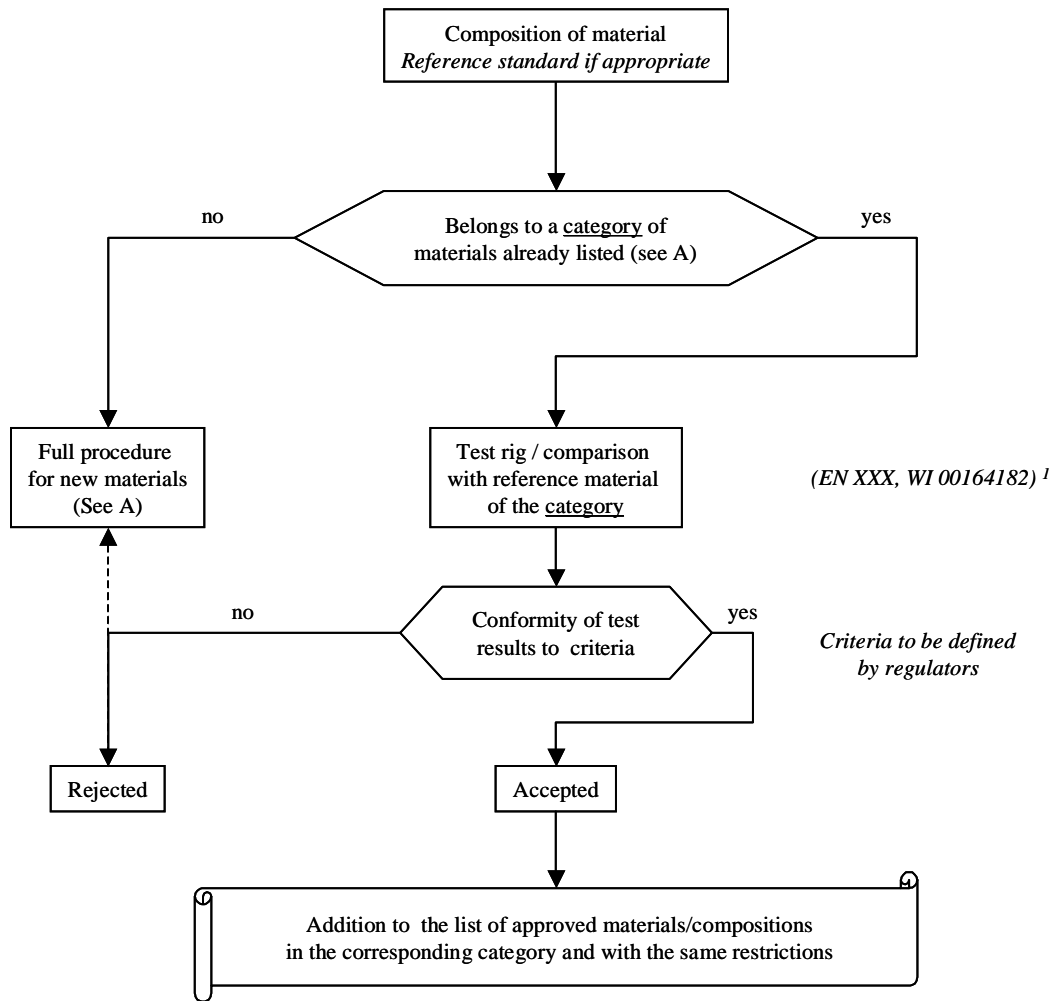 Composition of material
Reference standard if appropriate
no
yes
Belongs to a category of
materials already listed (see A)
Full procedure
for new materials
(See A)
Test rig / comparison
with reference material
of the category
(EN XXX, WI 00164182) 1
no
yes
Conformity of test
results to criteria
Criteria to be defined
by regulators
Rejected
Accepted
Addition to the list of approved materials/compositions
in the corresponding category and with the same restrictions